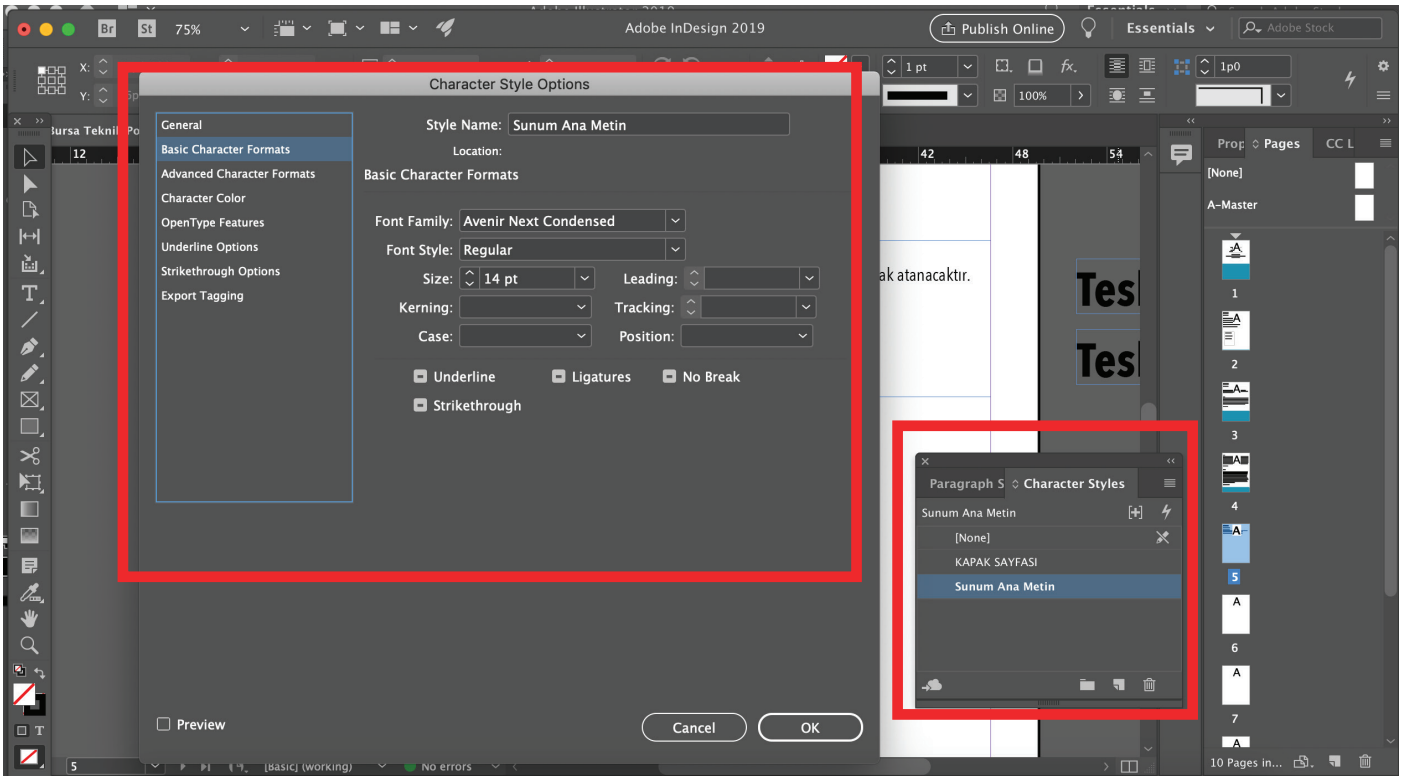 Adobe InDesign 2019
Br St 75%
Publish Online
Essentials
Adobe Stock
X:
Y:
1 pt
fx.
100%
1p0
Character Style Options
General
Basic Character Formats
Advanced Character Formats
Character Color
OpenType Features
Underline Options
Strikethrough Options
Export Tagging
Style Name: Sunum Ana Metin
Location:
Basic Character Formats
Font Family: Avenir Next Condensed
Font Style: Regular
Size: 14 pt Leading:
Kerning: Tracking:
Case: Position:
Underline Ligatures No Break
Strikethrough
Preview
Cancel OK
12
42 48 54
ak atanacaktır.
Paragraph S Character Styles
Sunum Ana Metin
[None]
KAPAK SAYFASI
Sunum Ana Metin
Prop Pages CC L
[None]
A-Master
A
1
A
2
A
3
A
4
A
5
A
6
A
7
A
10 Pages in...
5 [Basic] (working) No errors